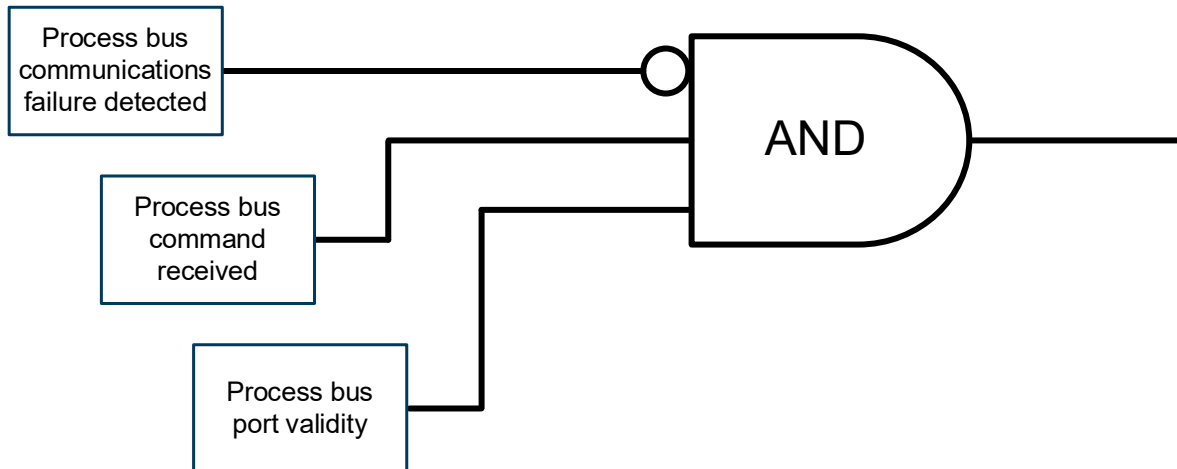 Process bus
communications
failure detected
AND
Process bus
command
received
Process bus
port validity